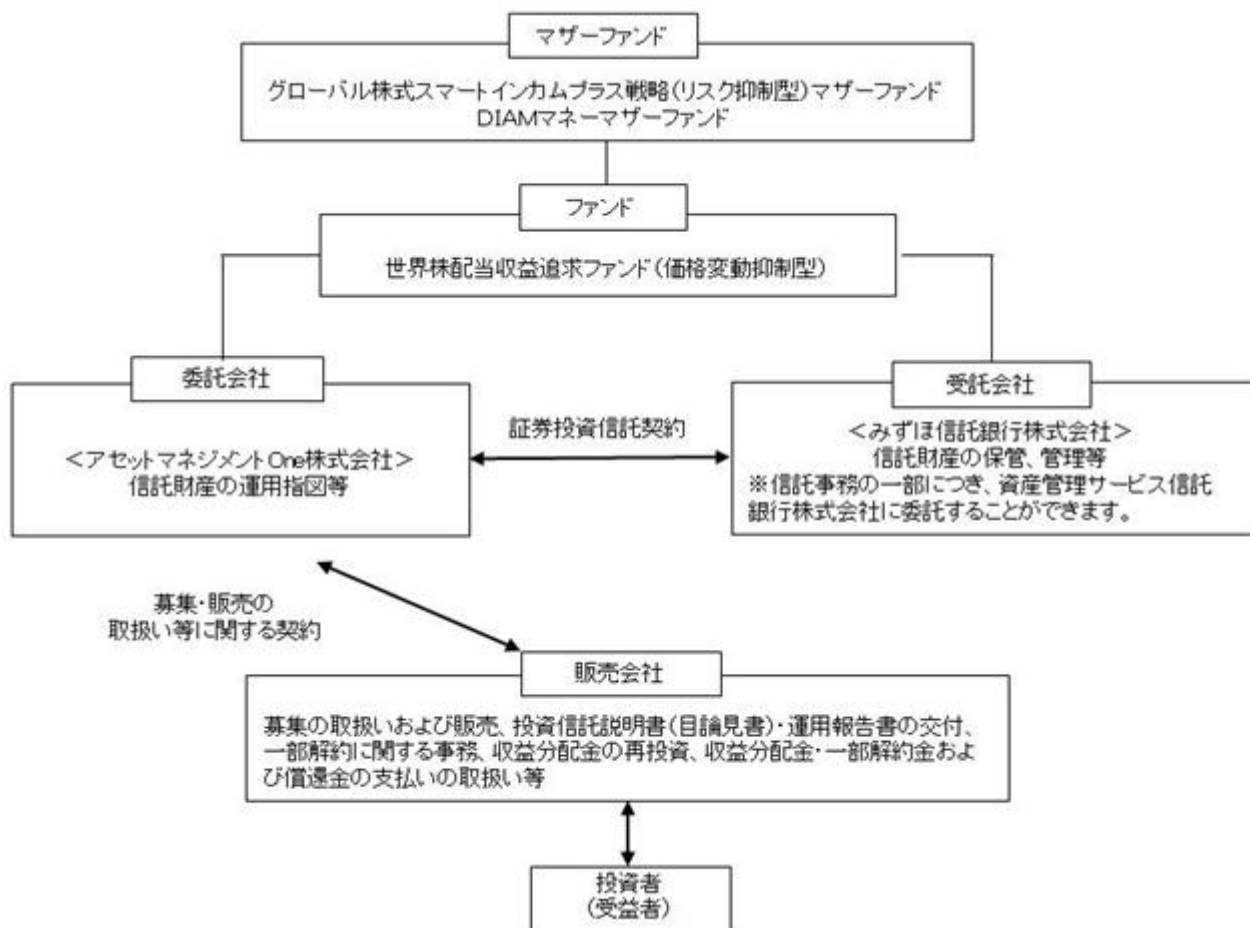 マザーファンド
グローバル株式スマートインカムプラス戦略(リスク抑制型)マザーファンド
DIAMマネーマザーファンド
ファンド
世界株配当収益追求ファンド(価格変動抑制型)
委託会社
<アセットマネジメントOne株式会社>
信託財産の運用指図等
証券投資信託契約
受託会社
<みずほ信託銀行株式会社>
信託財産の保管、管理等
※信託事務の一部につき、資産管理サービス信託
銀行株式会社に委託することができます。
募集・販売の
取扱い等に関する契約
販売会社
募集の取扱いおよび販売、投資信託説明書(目論見書)・運用報告書の交付、
一部解約に関する事務、収益分配金の再投資、収益分配金・一部解約金およ
び償還金の支払いの取扱い等
投資者
(受益者)